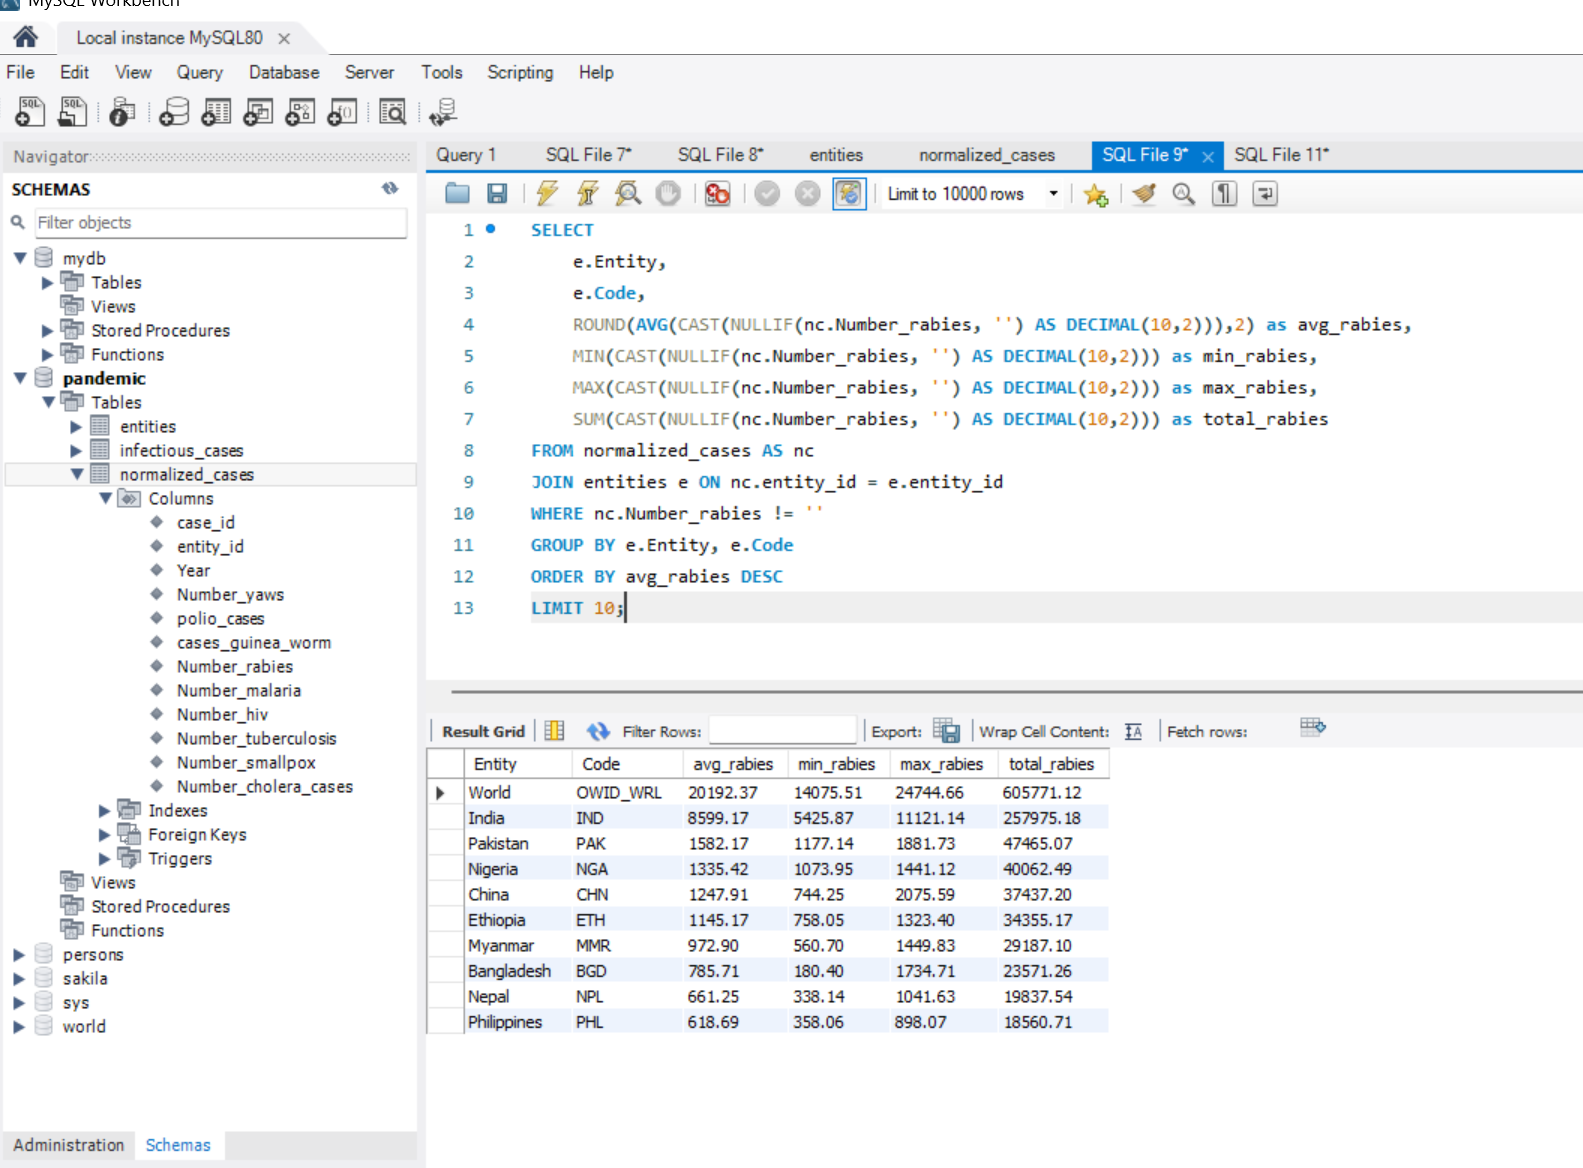 MySQL Workbench
Local instance MySQL80
File Edit View Query Database Server Tools Scripting Help
Navigator
SCHEMAS
Filter objects
mydb
Tables
Views
Stored Procedures
Functions
pandemic
Tables
entities
infectious_cases
normalized_cases
Columns
case_id
entity_id
Year
Number_yaws
polio_cases
cases_guinea_worm
Number_rabies
Number_malaria
Number_hiv
Number_tuberculosis
Number_smallpox
Number_cholera_cases
Indexes
Foreign Keys
Triggers
Views
Stored Procedures
Functions
persons
sakila
sys
world
Administration Schemas
Query 1 SQL File 7* SQL File 8* entities normalized_cases SQL File 9* SQL File 11*
Limit to 10000 rows
1 SELECT
2 e.Entity,
3 e.Code,
4 ROUND(AVG(CAST(NULLIF(nc.Number_rabies, '') AS DECIMAL(10,2))),2) as avg_rabies,
5 MIN(CAST(NULLIF(nc.Number_rabies, '') AS DECIMAL(10,2))) as min_rabies,
6 MAX(CAST(NULLIF(nc.Number_rabies, '') AS DECIMAL(10,2))) as max_rabies,
7 SUM(CAST(NULLIF(nc.Number_rabies, '') AS DECIMAL(10,2))) as total_rabies
8 FROM normalized_cases AS nc
9 JOIN entities e ON nc.entity_id = e.entity_id
10 WHERE nc.Number_rabies != ''
11 GROUP BY e.Entity, e.Code
12 ORDER BY avg_rabies DESC
13 LIMIT 10;
Result Grid Filter Rows: Export: Wrap Cell Content: Fetch rows:
Entity Code avg_rabies min_rabies max_rabies total_rabies
World OWID_WRL 20192.37 14075.51 24744.66 605771.12
India IND 8599.17 5425.87 11121.14 257975.18
Pakistan PAK 1582.17 1177.14 1881.73 47465.07
Nigeria NGA 1335.42 1073.95 1441.12 40062.49
China CHN 1247.91 744.25 2075.59 37437.20
Ethiopia ETH 1145.17 758.05 1323.40 34355.17
Myanmar MMR 972.90 560.70 1449.83 29187.10
Bangladesh BGD 785.71 180.40 1734.71 23571.26
Nepal NPL 661.25 338.14 1041.63 19837.54
Philippines PHL 618.69 358.06 898.07 18560.71